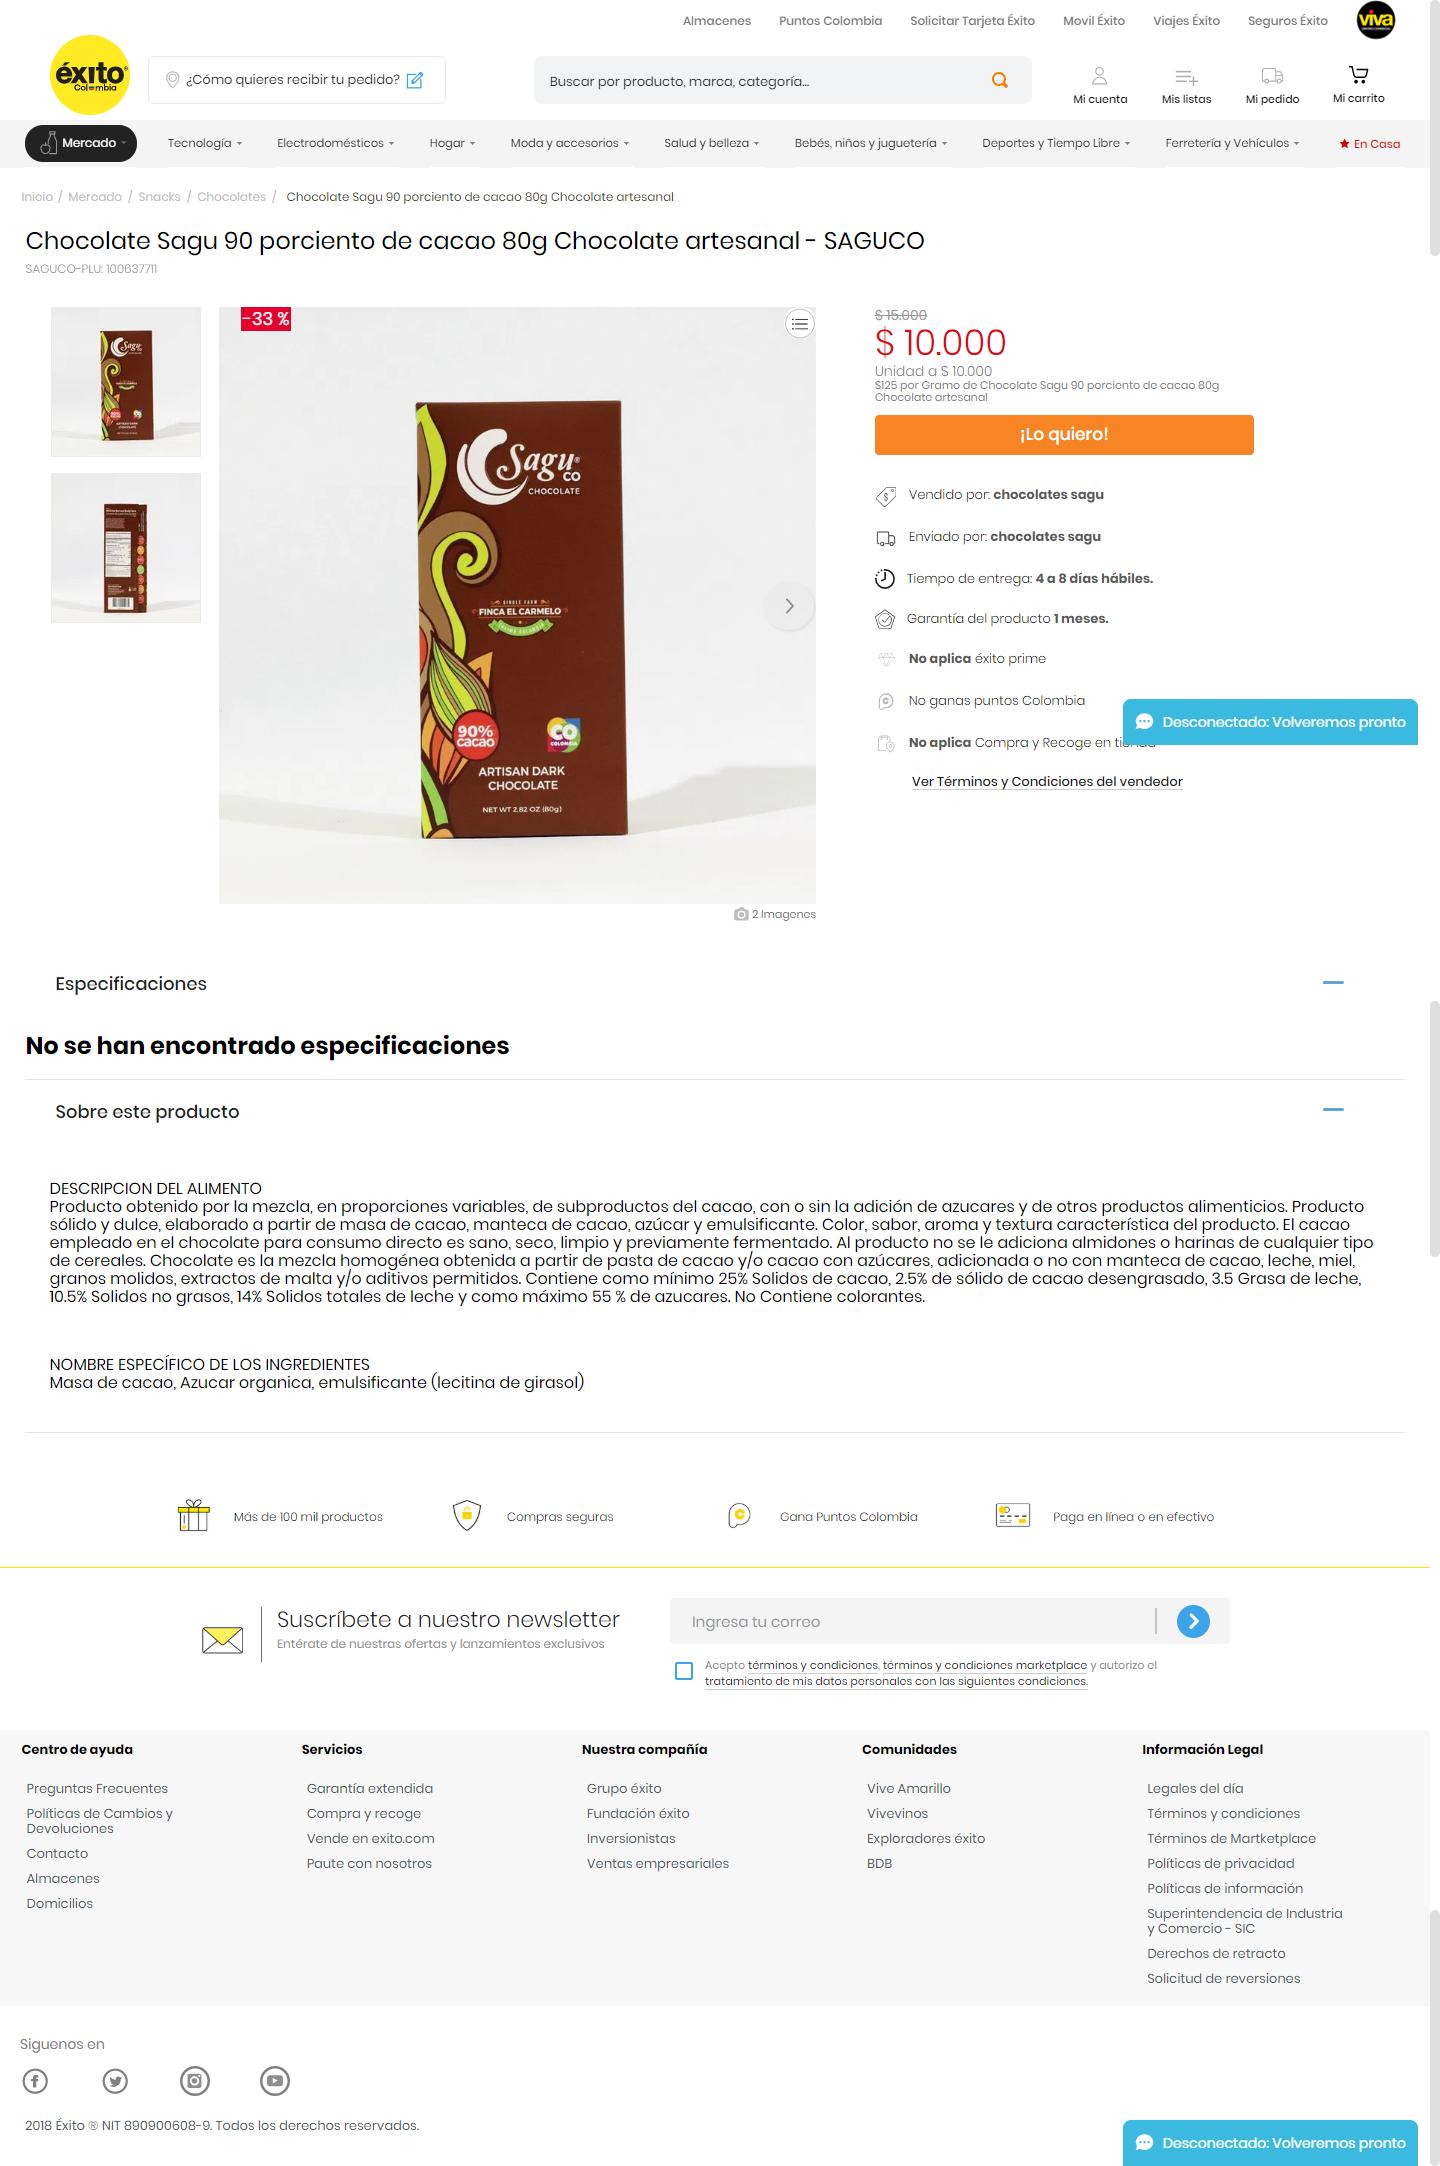 Almacenes Puntos Colombia Solicitar Tarjeta Éxito Movil Éxito Viajes Éxito Seguros Éxito viva
éxito
Colombia
¿Cómo quieres recibir tu pedido?
Buscar por producto, marca, categoría...
Mi cuenta Mis listas Mi pedido Mi carrito
Mercado Tecnología Electrodomésticos Hogar Moda y accesorios Salud y belleza Bebés, niños y juguetería Deportes y Tiempo Libre Ferretería y Vehículos En Casa
Inicio / Mercado / Snacks / Chocolates / Chocolate Sagu 90 porciento de cacao 80g Chocolate artesanal
Chocolate Sagu 90 porciento de cacao 80g Chocolate artesanal - SAGUCO
SAGUCO-PLU: 100637711
-33 %
Sagu®
CO
CHOCOLATE
SINGLE FARM
FINCA EL CARMELO
90%
cacao
CO
COLOMBIA
ARTISAN DARK
CHOCOLATE
NET WT 2,82 OZ (80g)
2 Imagenes
$ 15.000
$ 10.000
Unidad a $ 10.000
$125 por Gramo de Chocolate Sagu 90 porciento de cacao 80g
Chocolate artesanal
¡Lo quiero!
Vendido por: chocolates sagu
Enviado por: chocolates sagu
Tiempo de entrega: 4 a 8 días hábiles.
Garantía del producto 1 meses.
No aplica éxito prime
No ganas puntos Colombia
Desconectado: Volveremos pronto
No aplica Compra y Recoge en tienda
Ver Términos y Condiciones del vendedor
Especificaciones
No se han encontrado especificaciones
Sobre este producto
DESCRIPCION DEL ALIMENTO
Producto obtenido por la mezcla, en proporciones variables, de subproductos del cacao, con o sin la adición de azucares y de otros productos alimenticios. Producto
sólido y dulce, elaborado a partir de masa de cacao, manteca de cacao, azúcar y emulsificante. Color, sabor, aroma y textura característica del producto. El cacao
empleado en el chocolate para consumo directo es sano, seco, limpio y previamente fermentado. Al producto no se le adiciona almidones o harinas de cualquier tipo
de cereales. Chocolate es la mezcla homogénea obtenida a partir de pasta de cacao y/o cacao con azúcares, adicionada o no con manteca de cacao, leche, miel,
granos molidos, extractos de malta y/o aditivos permitidos. Contiene como mínimo 25% Solidos de cacao, 2.5% de sólido de cacao desengrasado, 3.5 Grasa de leche,
10.5% Solidos no grasos, 14% Solidos totales de leche y como máximo 55 % de azucares. No Contiene colorantes.
NOMBRE ESPECÍFICO DE LOS INGREDIENTES
Masa de cacao, Azucar organica, emulsificante (lecitina de girasol)
Más de 100 mil productos Compras seguras Gana Puntos Colombia Paga en línea o en efectivo
Suscríbete a nuestro newsletter
Entérate de nuestras ofertas y lanzamientos exclusivos
Ingresa tu correo
Acepto términos y condiciones, términos y condiciones marketplace y autorizo el
tratamiento de mis datos personales con las siguientes condiciones.
Centro de ayuda
Preguntas Frecuentes
Políticas de Cambios y
Devoluciones
Contacto
Almacenes
Domicilios
Servicios
Garantía extendida
Compra y recoge
Vende en exito.com
Paute con nosotros
Nuestra compañía
Grupo éxito
Fundación éxito
Inversionistas
Ventas empresariales
Comunidades
Vive Amarillo
Vivevinos
Exploradores éxito
BDB
Información Legal
Legales del día
Términos y condiciones
Términos de Martketplace
Políticas de privacidad
Políticas de información
Superintendencia de Industria
y Comercio - SIC
Derechos de retracto
Solicitud de reversiones
Siguenos en
2018 Éxito ® NIT 890900608-9. Todos los derechos reservados.
Desconectado: Volveremos pronto